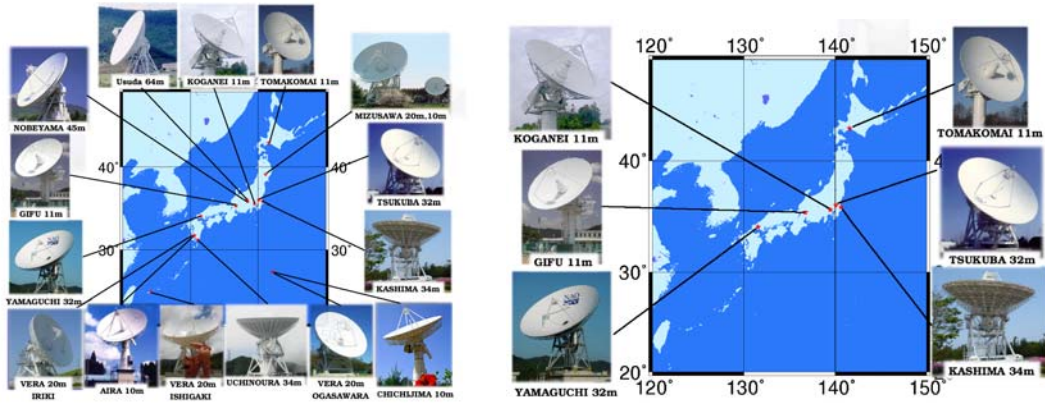 Usuda 64m
KOGANEI 11m
TOMAKOMAI 11m
NOBEYAMA 45m
MIZUSAWA 20m,10m
40˚
GIFU 11m
TSUKUBA 32m
30˚
YAMAGUCHI 32m
KASHIMA 34m
VERA 20m
IRIKI
AIRA 10m
VERA 20m
ISHIGAKI
UCHINOURA 34m
VERA 20m
OGASAWARA
CHICHIJIMA 10m
120˚
130˚
140˚
150˚
KOGANEI 11m
TOMAKOMAI 11m
40˚
4
GIFU 11m
TSUKUBA 32m
30˚
YAMAGUCHI 32m
KASHIMA 34m
20˚
120˚
130˚
140˚
150˚